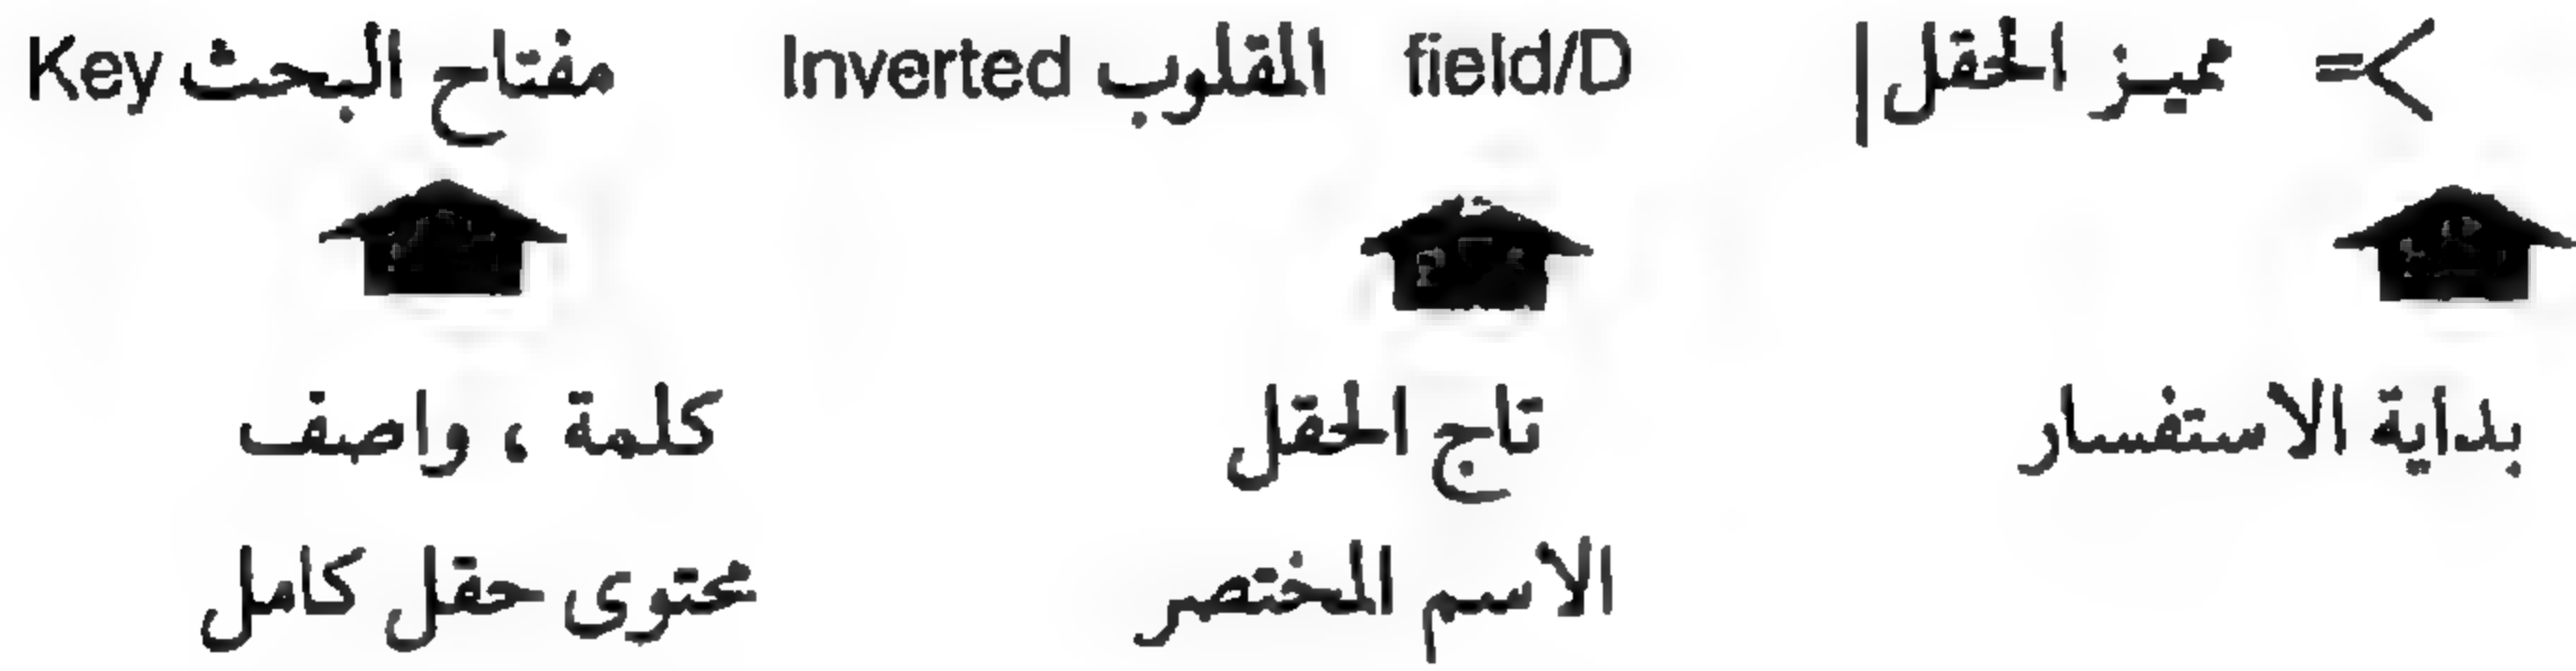 =< مميز الحقل| field/D المقلوب Inverted مفتاح البحث Key
بداية الاستفسار تاج الحقل كلمة ، واصف
الاسم المختصر محتوى حقل كامل